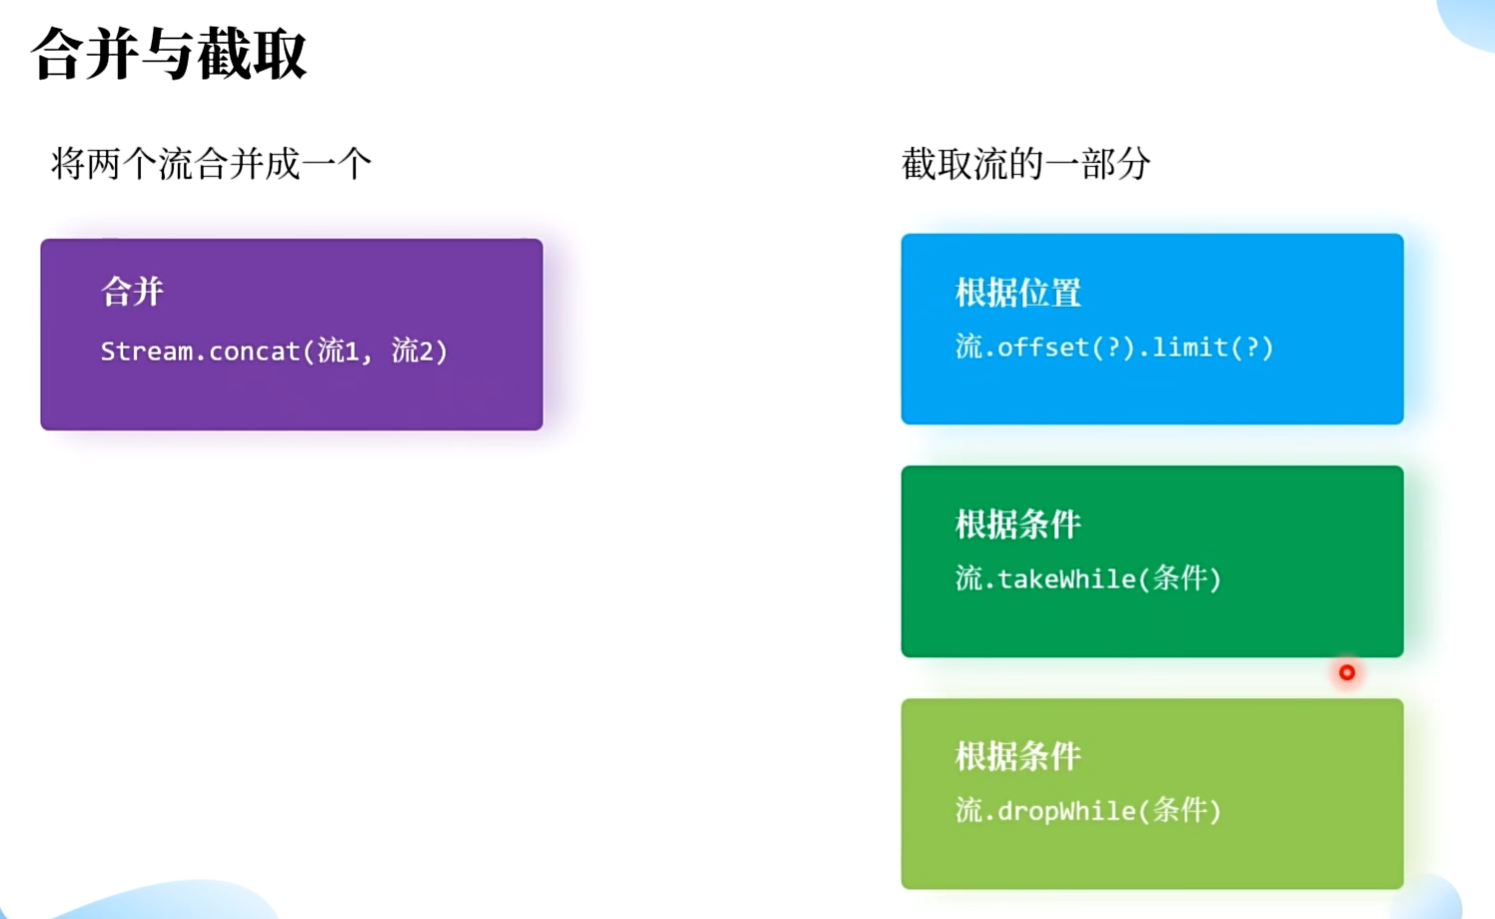 合并与截取
将两个流合并成一个
合并
Stream.concat(流1, 流2)
截取流的一部分
根据位置
流.offset(?).limit(?)
根据条件
流.takeWhile(条件)
根据条件
流.dropWhile(条件)